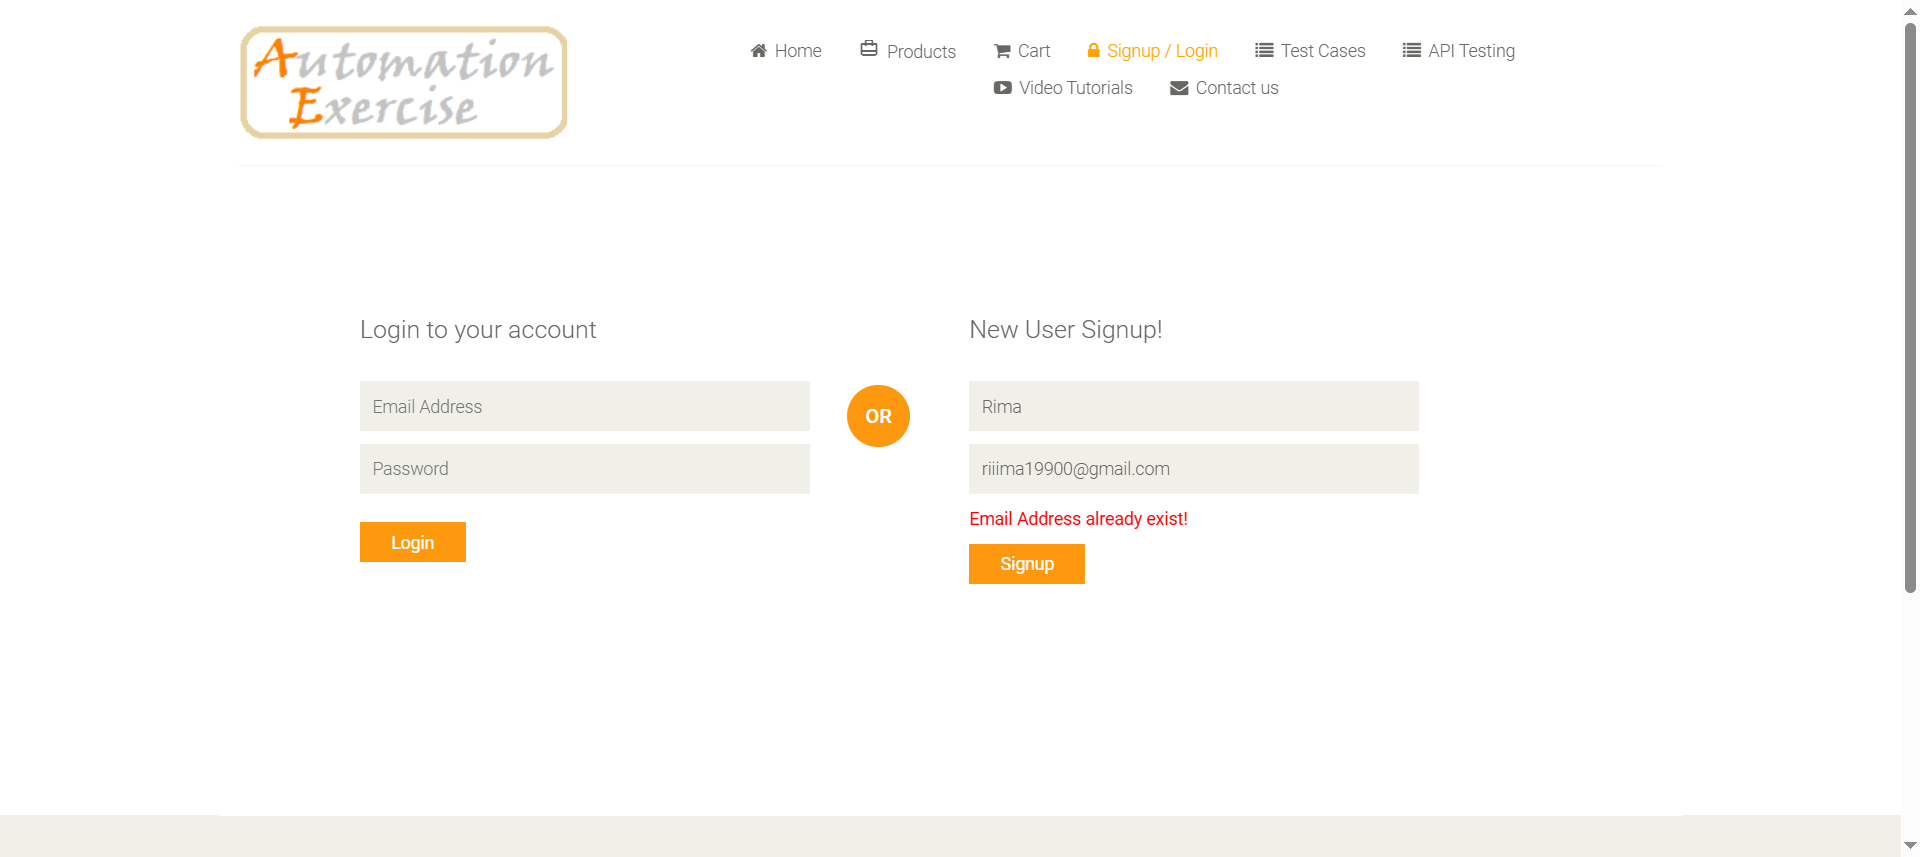 Automation
Exercise
Home Products Cart Signup / Login Test Cases API Testing
Video Tutorials Contact us
Login to your account
Email Address
Password
Login
OR
New User Signup!
Rima
riiima19900@gmail.com
Email Address already exist!
Signup